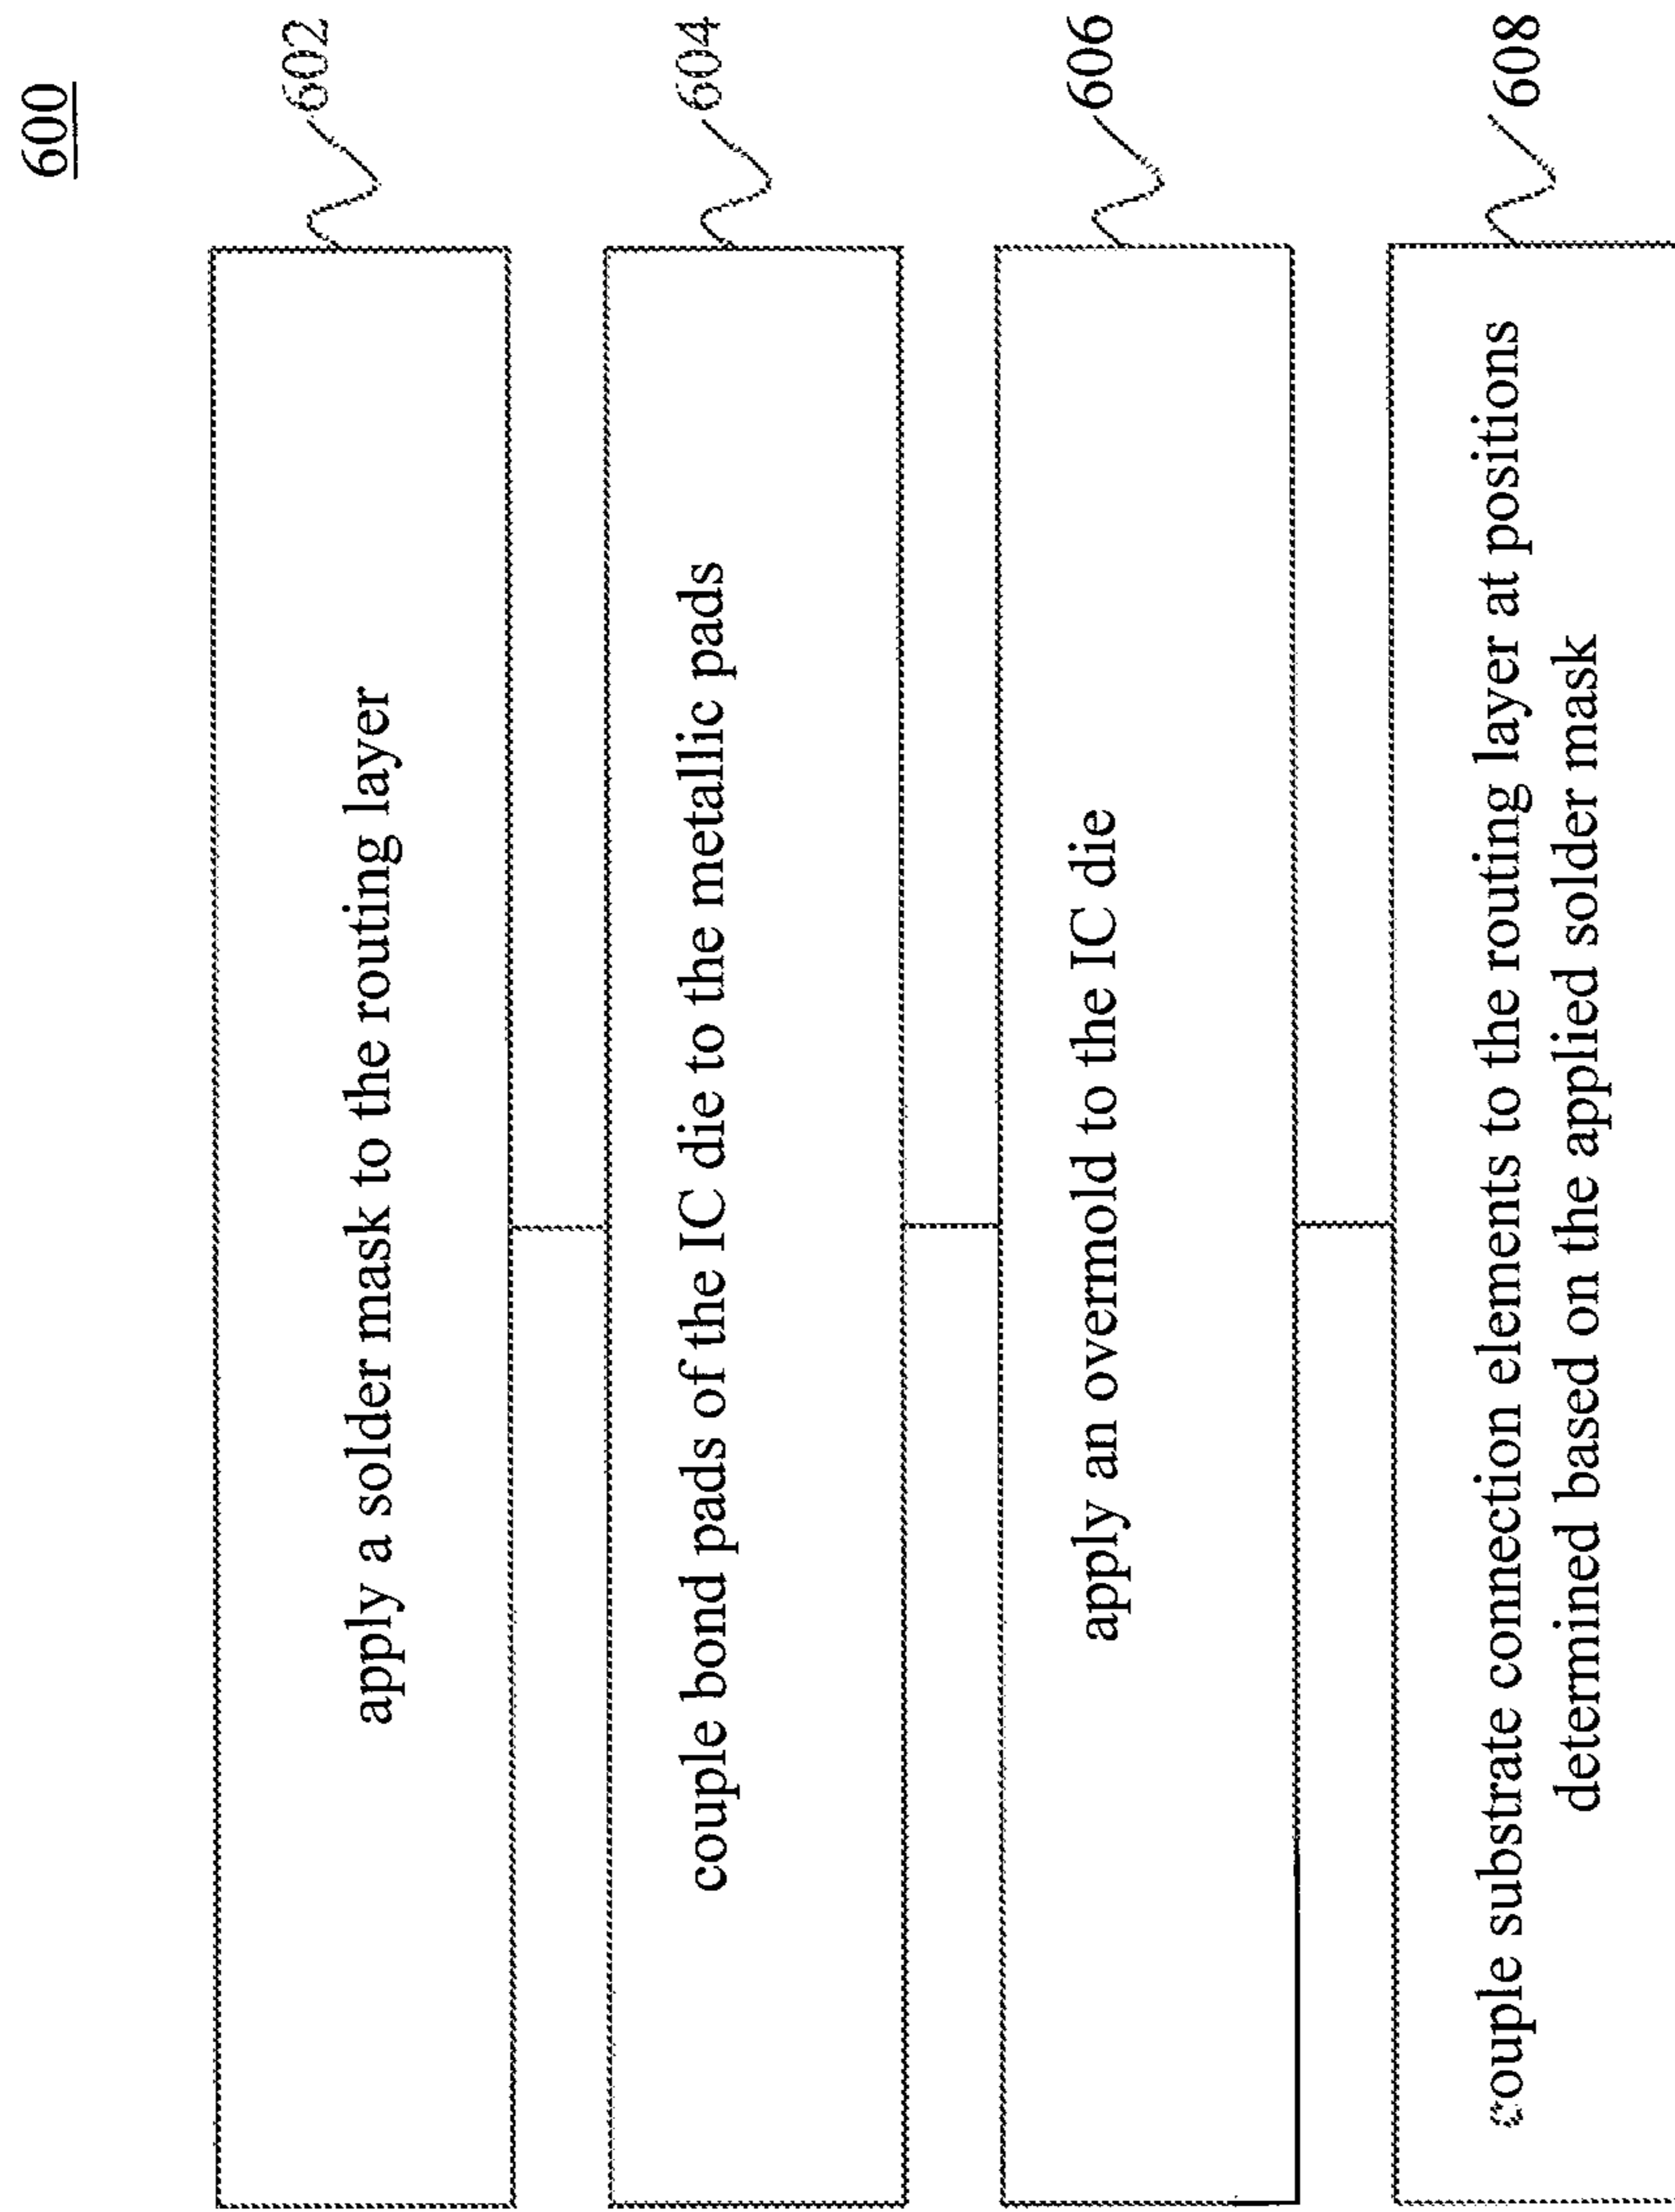 600
602
apply a solder mask to the routing layer
604
couple bond pads of the IC die to the metallic pads
606
apply an overmold to the IC die
608
couple substrate connection elements to the routing layer at positions
determined based on the applied solder mask